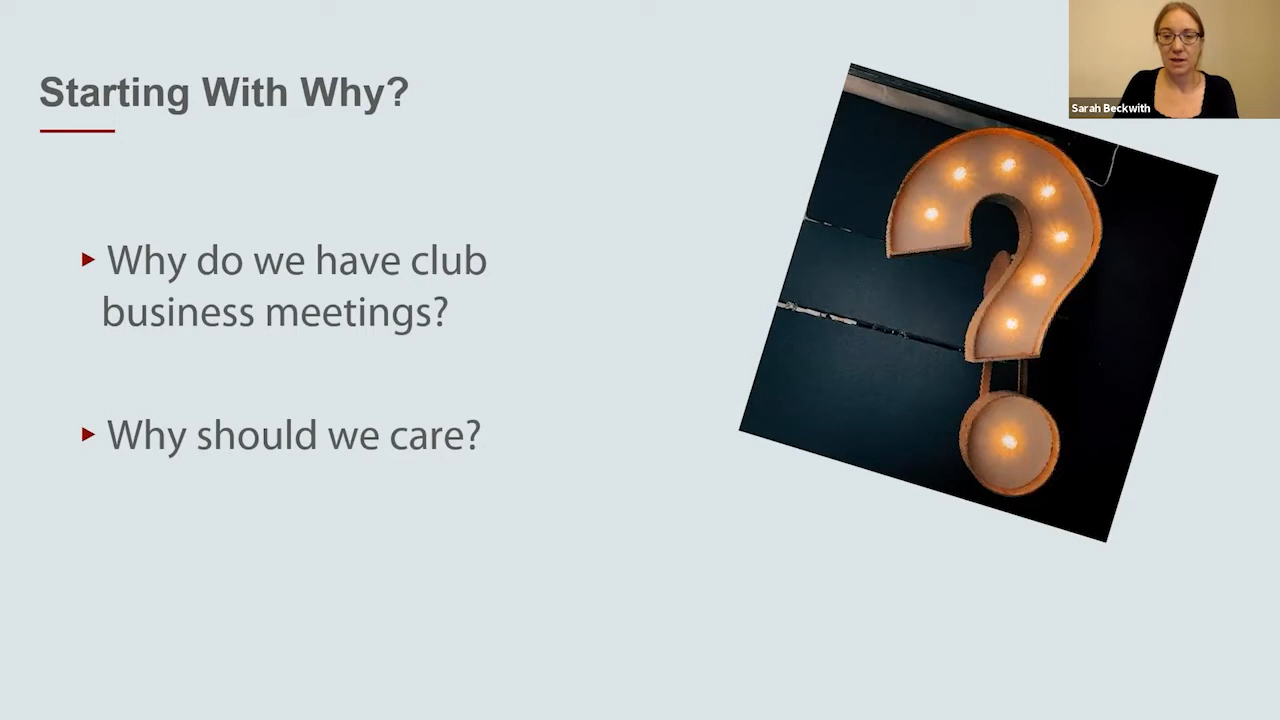 Starting With Why?
Why do we have club
business meetings?
Why should we care?
Sarah Beckwith